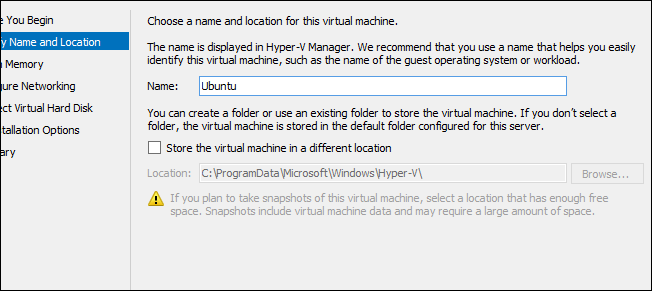 e You Begin
y Name and Location
Memory
ure Networking
ct Virtual Hard Disk
tallation Options
ary
Choose a name and location for this virtual machine.
The name is displayed in Hyper-V Manager. We recommend that you use a name that helps you easily
identify this virtual machine, such as the name of the guest operating system or workload.
Name: Ubuntu
You can create a folder or use an existing folder to store the virtual machine. If you don't select a
folder, the virtual machine is stored in the default folder configured for this server.
Store the virtual machine in a different location
Location: C:\ProgramData\Microsoft\Windows\Hyper-V\ Browse...
If you plan to take snapshots of this virtual machine, select a location that has enough free
space. Snapshots include virtual machine data and may require a large amount of space.